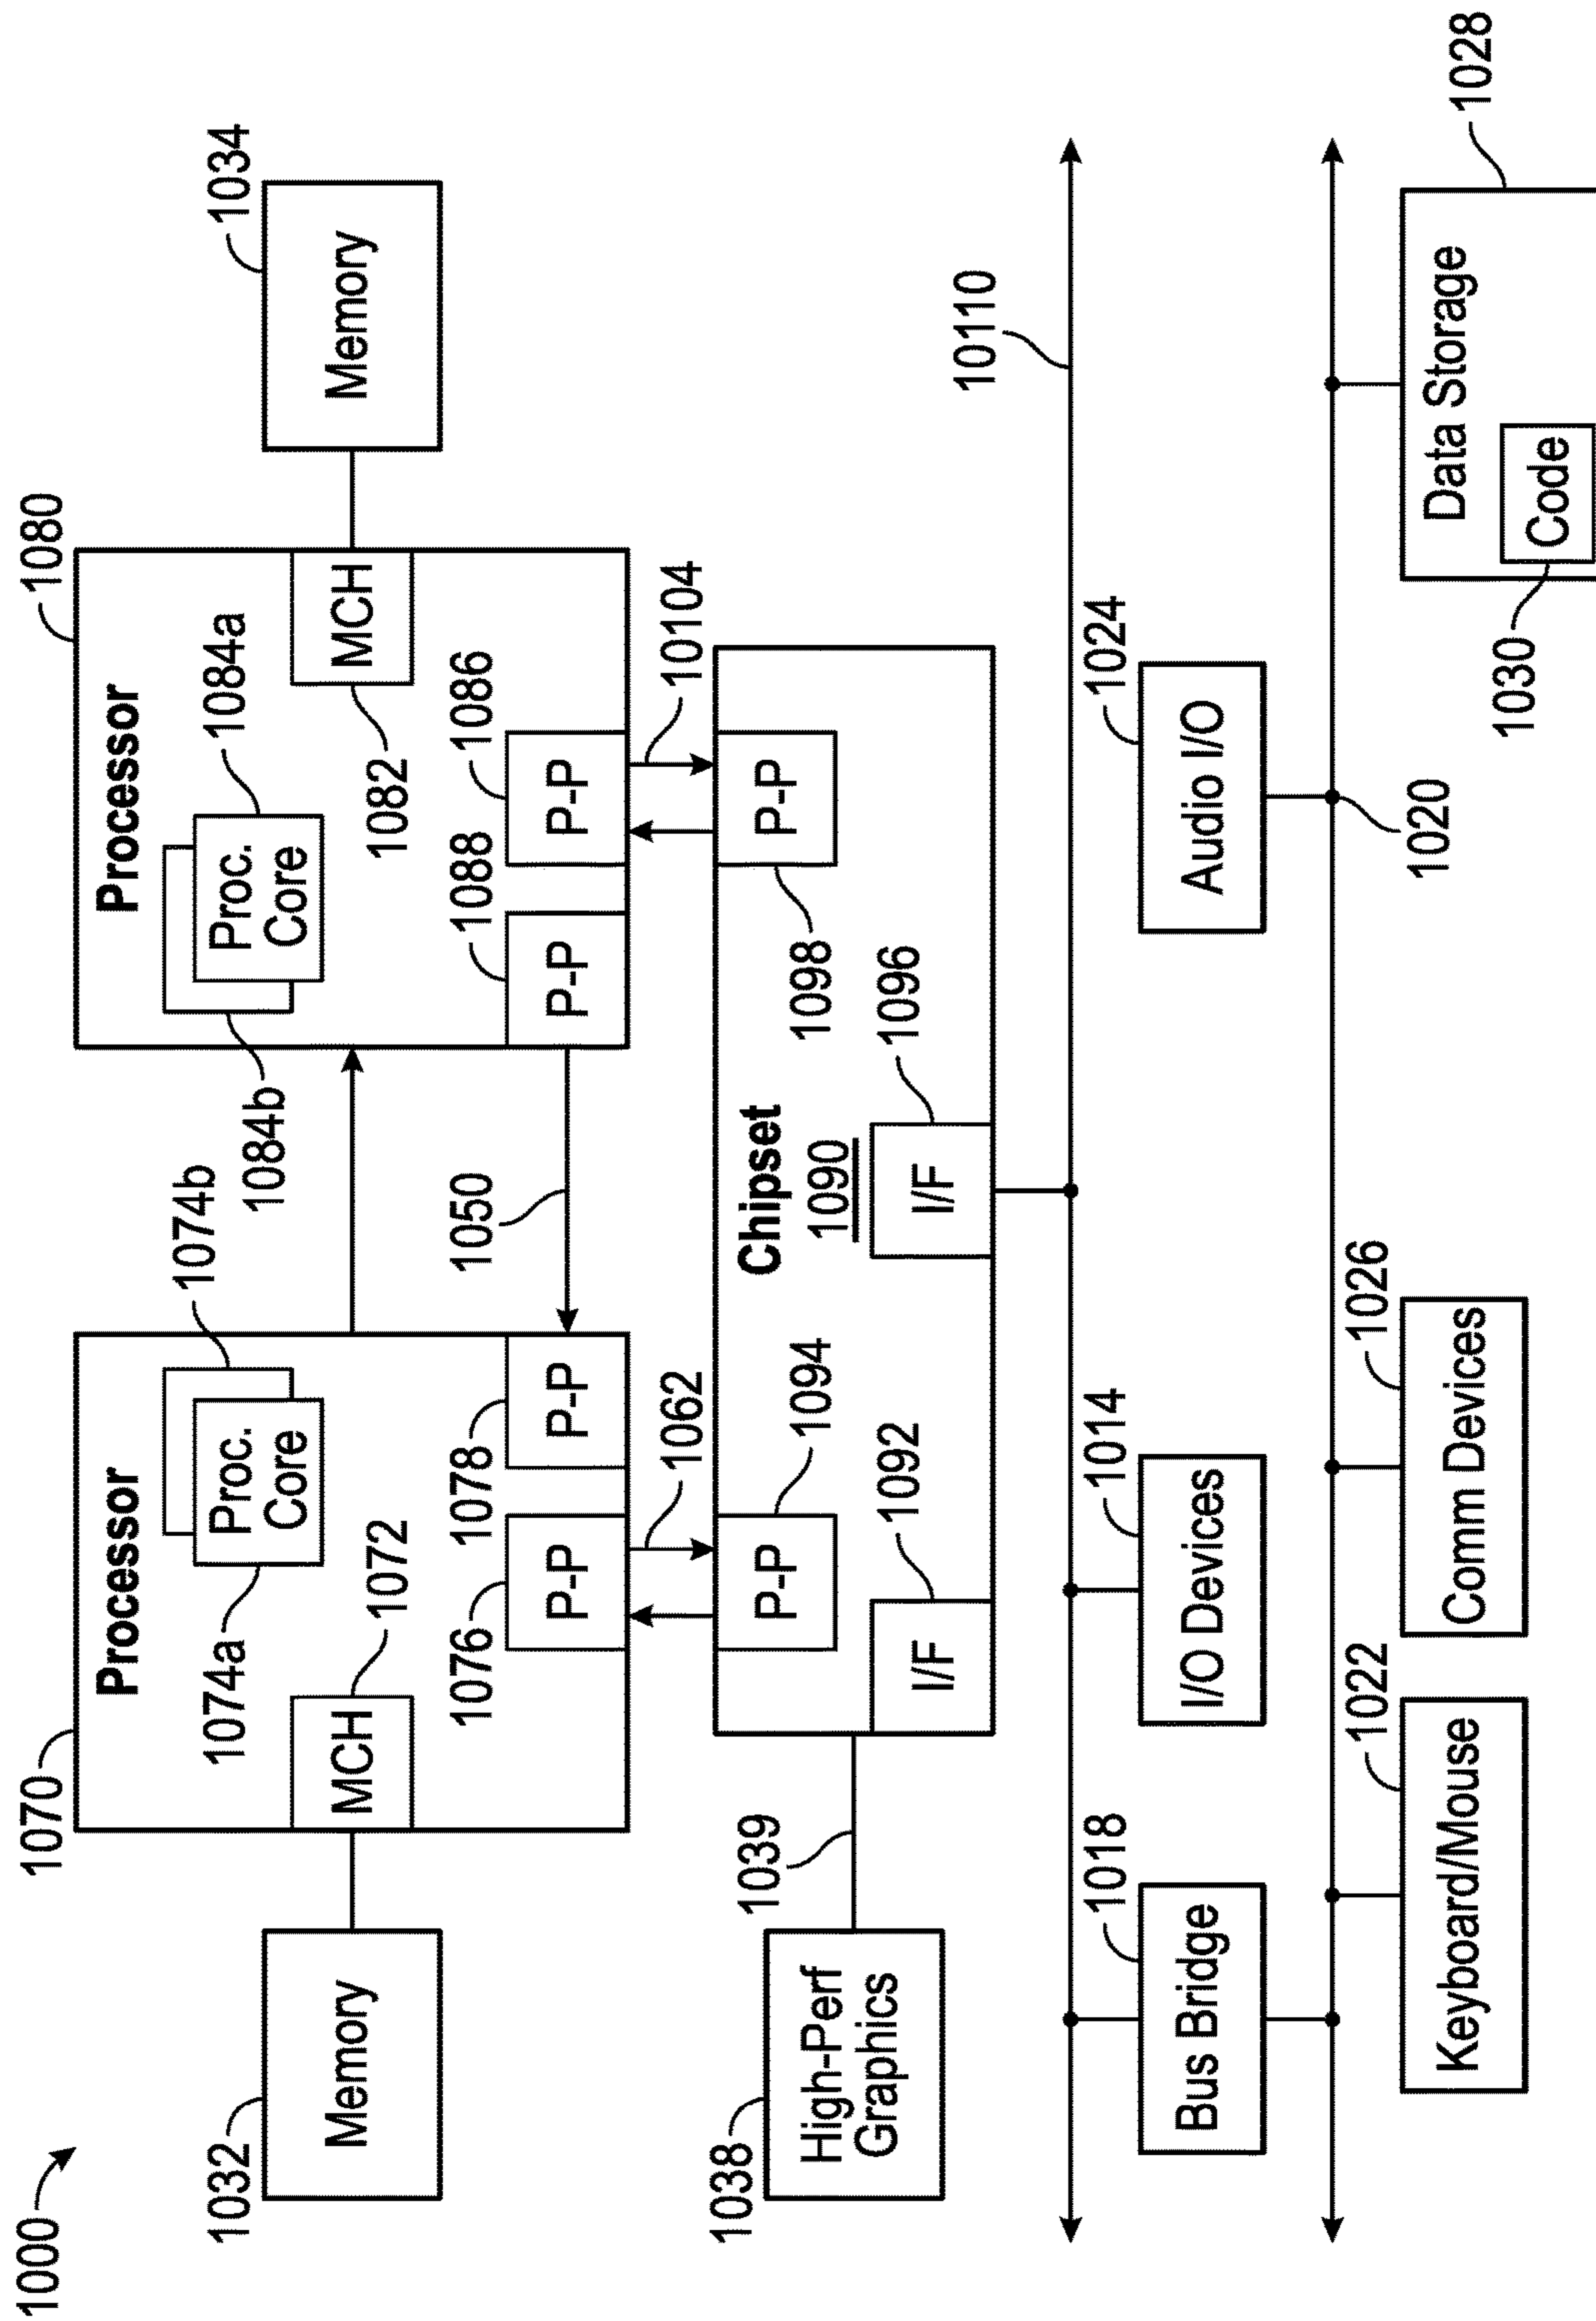 1000
1070
1080
Processor
Processor
1032
Memory
1074a
Proc.
Core
1074b
1084b
Proc.
Core
1084a
1034
Memory
MCH
1072
MCH
1082
1076
P-P
1078
P-P
1050
1088
P-P
1086
P-P
1062
10104
1038
High-Perf
Graphics
1039
P-P
1094
Chipset
1090
P-P
1098
I/F
1092
I/F
1096
10110
1018
Bus Bridge
1014
I/O Devices
1024
Audio I/O
1020
1022
Keyboard/Mouse
1026
Comm Devices
1028
Data Storage
1030
Code